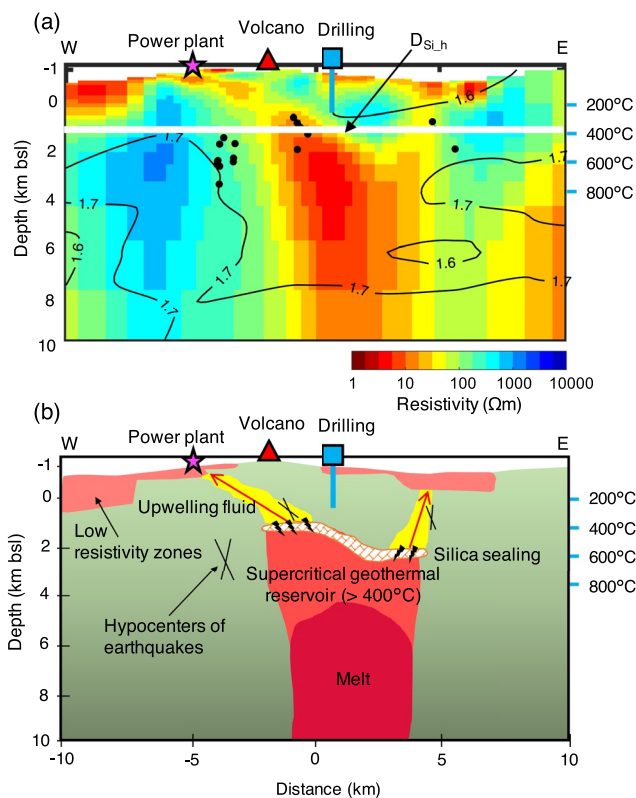 (a)
W
Power plant
Volcano
Drilling
D_Si_h
E
-1
0
2
4
6
8
10
Depth (km bsl)
1.6
1.7
1.7
1.7
1.6
1.7
1.7
1.7
1.6
1.7
1.7
200°C
400°C
600°C
800°C
1 10 100 1000 10000
Resistivity (Ωm)
(b)
W
Power plant
Volcano
Drilling
E
-1
0
2
4
6
8
10
Depth (km bsl)
Upwelling fluid
Low
resistivity zones
Silica sealing
Supercritical geothermal
reservoir (> 400°C)
Hypocenters of
earthquakes
Melt
200°C
400°C
600°C
800°C
-10 -5 0 5 10
Distance (km)